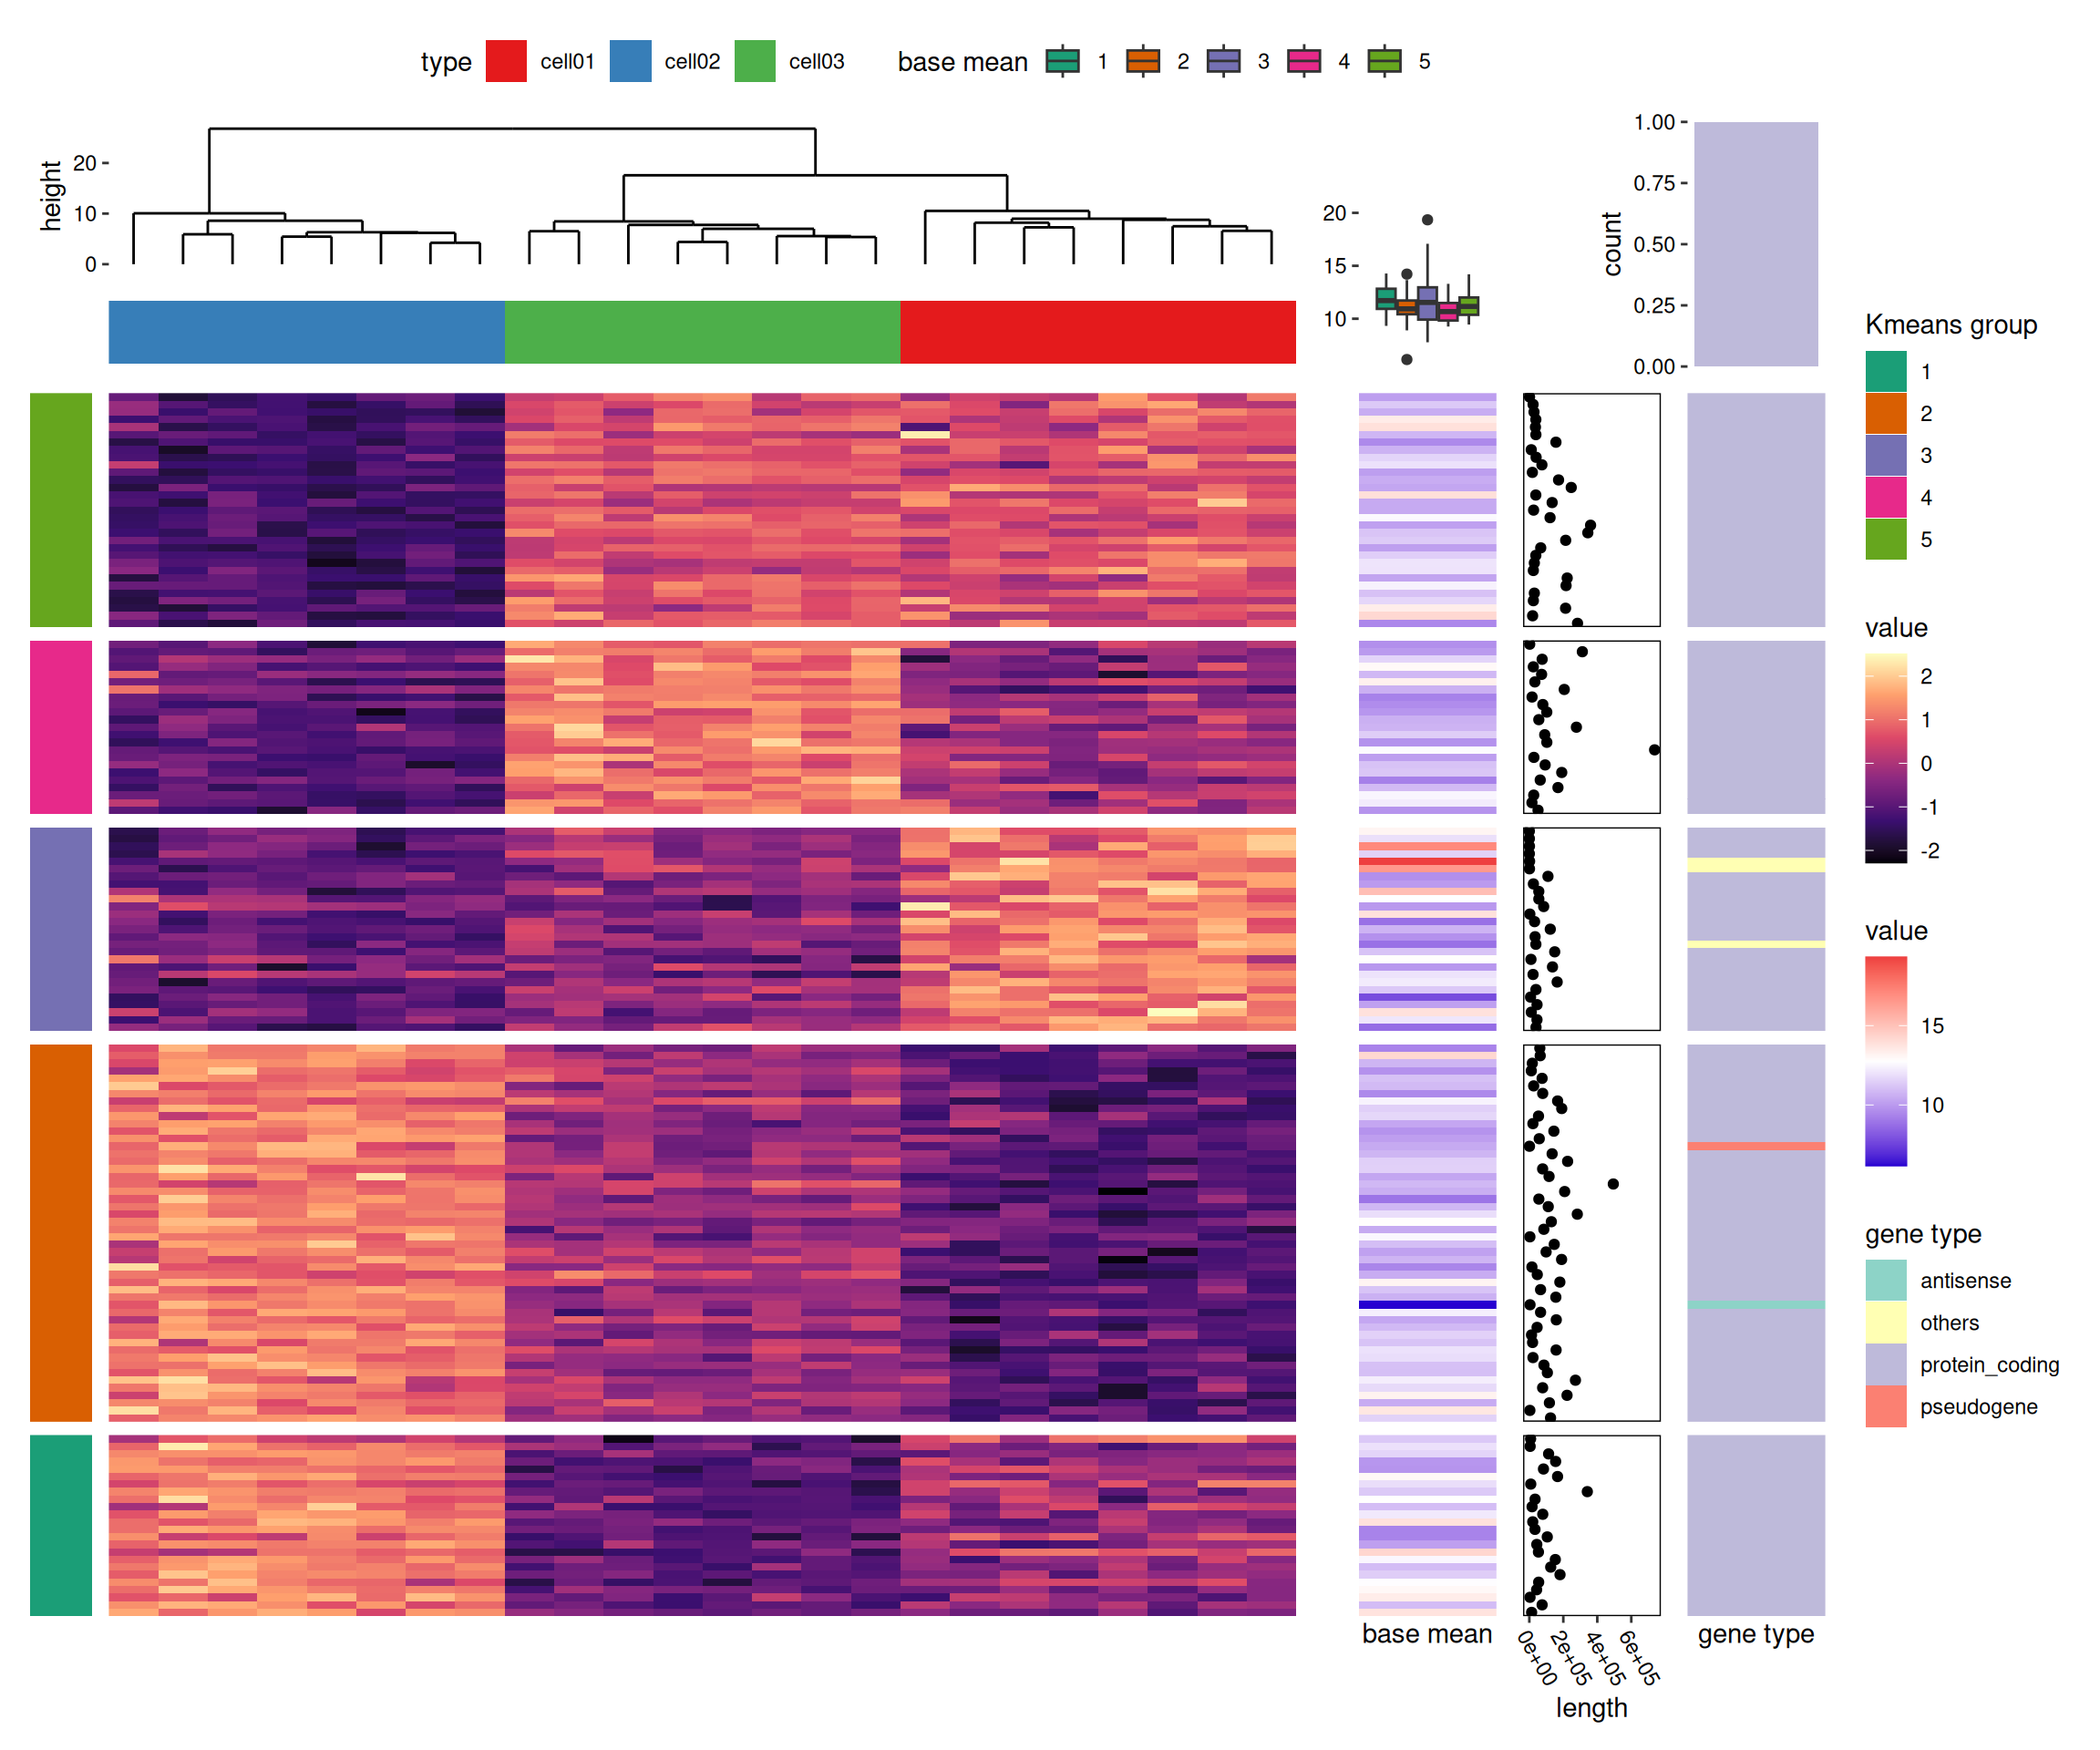 type cell01 cell02 cell03 base mean 1 2 3 4 5
height
20
10
0
20
15
10
count
1.00
0.75
0.50
0.25
0.00
Kmeans group
1
2
3
4
5
value
2
1
0
-1
-2
value
15
10
gene type
antisense
others
protein_coding
pseudogene
base mean
0e+00
2e+05
4e+05
6e+05
length
gene type